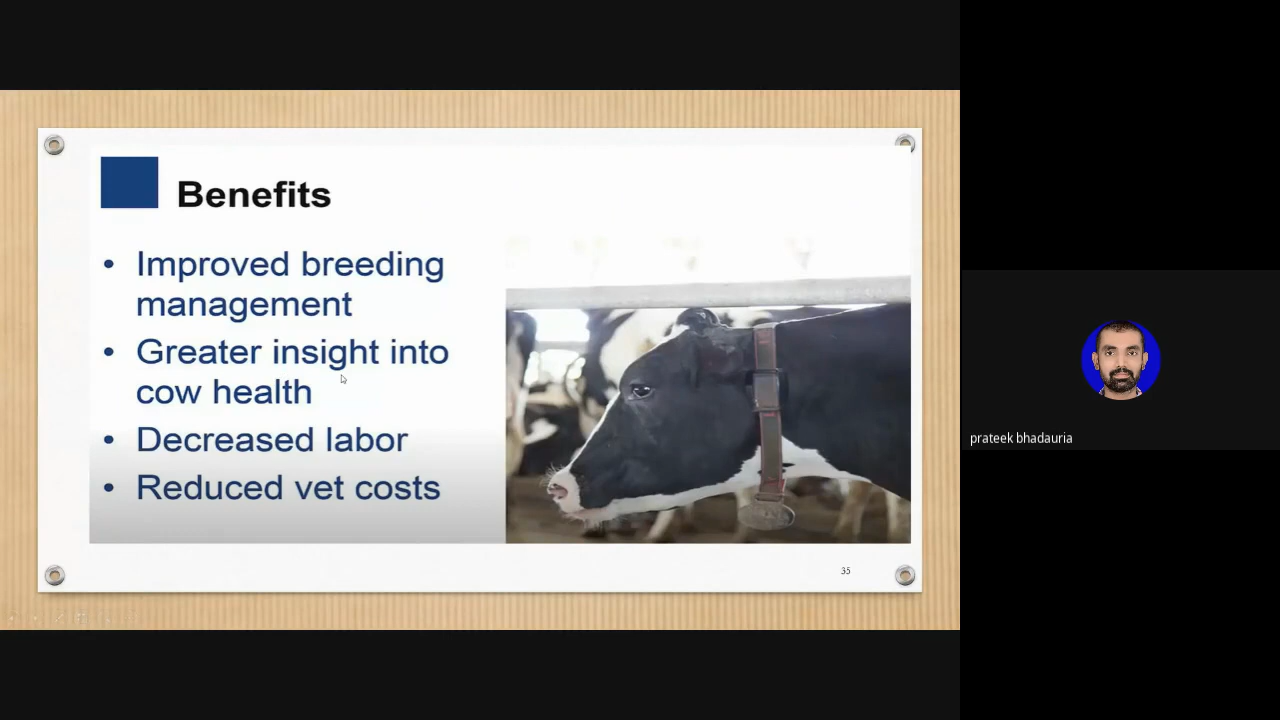 Benefits
• Improved breeding
management
• Greater insight into
cow health
• Decreased labor
• Reduced vet costs
35
prateek bhadauria